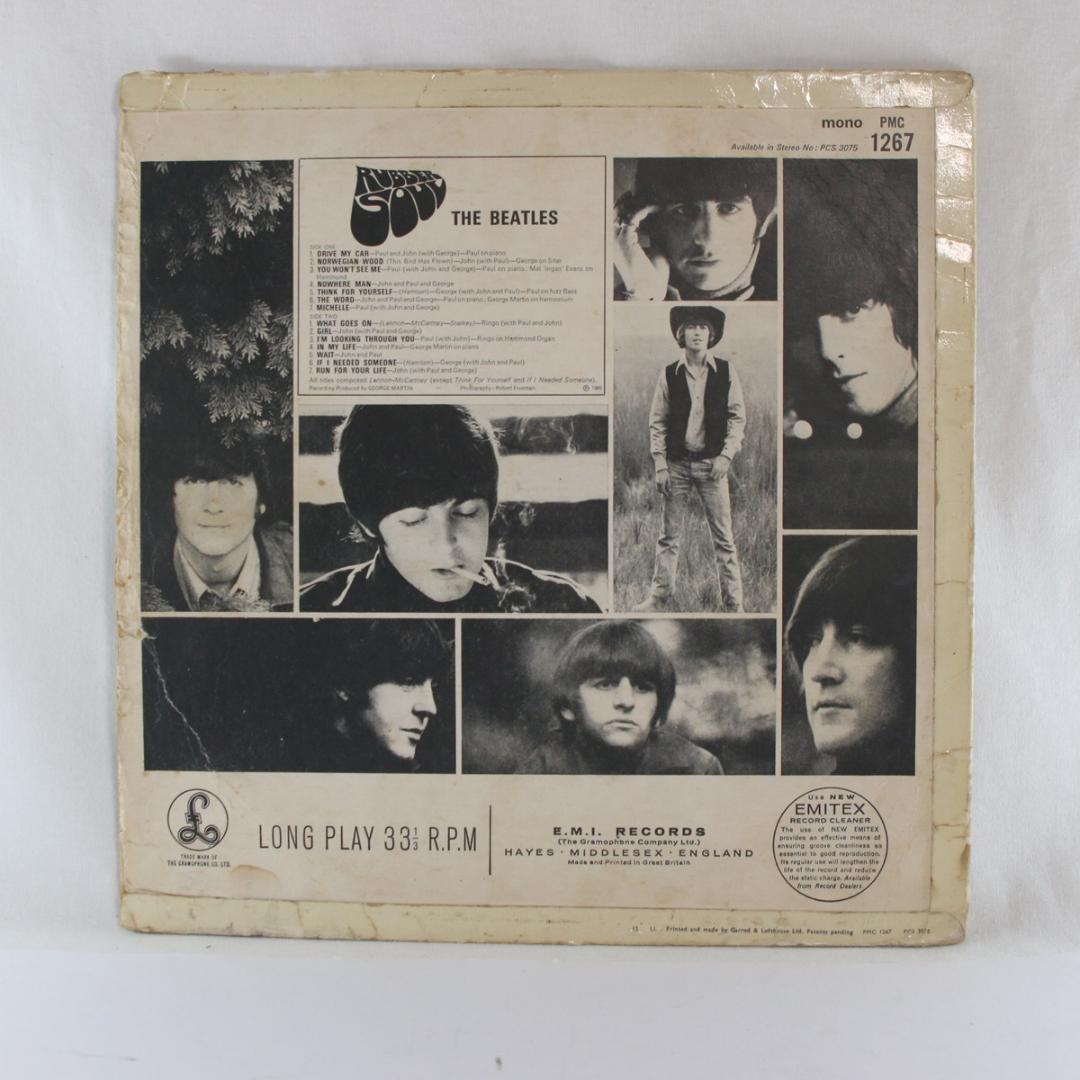 mono PMC
Available in Stereo No: PCS 3075 1267
RUBBER
SOUL
THE BEATLES
SIDE ONE
1. DRIVE MY CAR—Paul and John (with George)—Paul on piano
2. NORWEGIAN WOOD (This Bird Has Flown)—John (with Paul)—George on Sitar
3. YOU WON'T SEE ME—Paul (with John and George)—Paul on piano; Mal 'organ' Evans on
Hammond
4. NOWHERE MAN—John and Paul and George
5. THINK FOR YOURSELF—(Harrison)—George (with John and Paul)—Paul on fuzz Bass
6. THE WORD—John and Paul and George—Paul on piano; George Martin on harmonium
7. MICHELLE—Paul (with John and George)
SIDE TWO
1. WHAT GOES ON—(Lennon—McCartney—Starkey)—Ringo (with Paul and John)
2. GIRL—John (with Paul and George)
3. I'M LOOKING THROUGH YOU—Paul (with John)—Ringo on Hammond Organ
4. IN MY LIFE—John and Paul—George Martin on piano
5. WAIT—John and Paul
6. IF I NEEDED SOMEONE—(Harrison)—George (with John and Paul)
7. RUN FOR YOUR LIFE—John (with Paul and George)
All titles composed Lennon-McCartney (except Think For Yourself and if I Needed Someone).
Recording Produced by GEORGE MARTIN Photography: Robert Freeman ℗ 1965
£
TRADE MARK OF
THE GRAMOPHONE CO. LTD.
LONG PLAY 33⅓ R.P.M
E.M.I. RECORDS
(The Gramophone Company Ltd.)
HAYES · MIDDLESEX · ENGLAND
Made and Printed in Great Britain
Use NEW
EMITEX
RECORD CLEANER
The use of NEW EMITEX
provides an effective means of
ensuring groove cleanliness so
essential to good reproduction.
Its regular use will lengthen the
life of the record and reduce
the static charge. Available
from Record Dealers.
Printed and made by Garrod & Lofthouse Ltd. Patents pending PMC 1267 PCS 3075